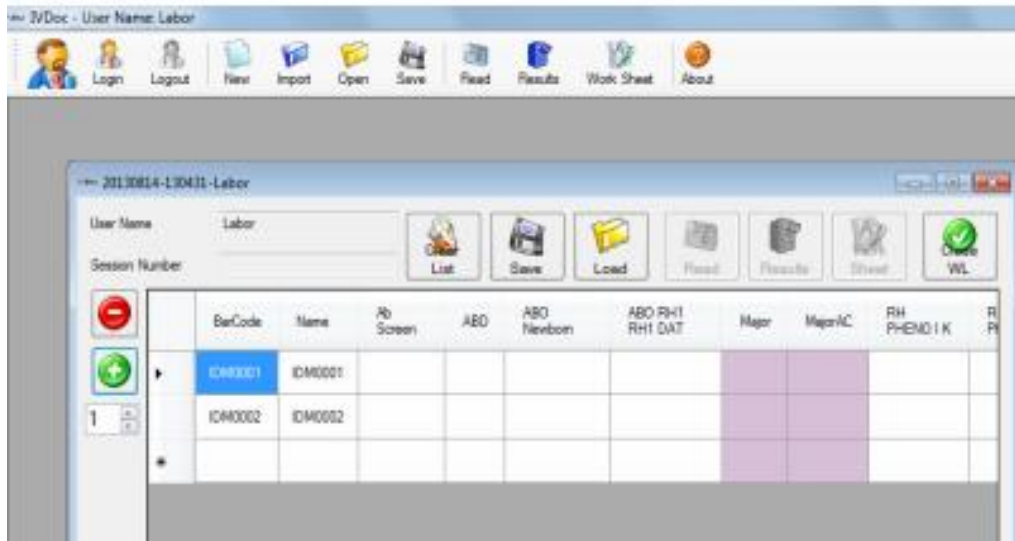 IVDoc - User Name: Labor
Login Logout New Import Open Save Read Results Work Sheet About
20130814-130431-Labor
User Name Labor
Session Number
List Save Load Read Results Sheet WL
BarCode Name Ab Screen ABO ABO Newborn ABO RH1 RH1 DAT Major MajorAC RH PHENO I K
IDM0001 IDM0001
1 IDM0002 IDM0002